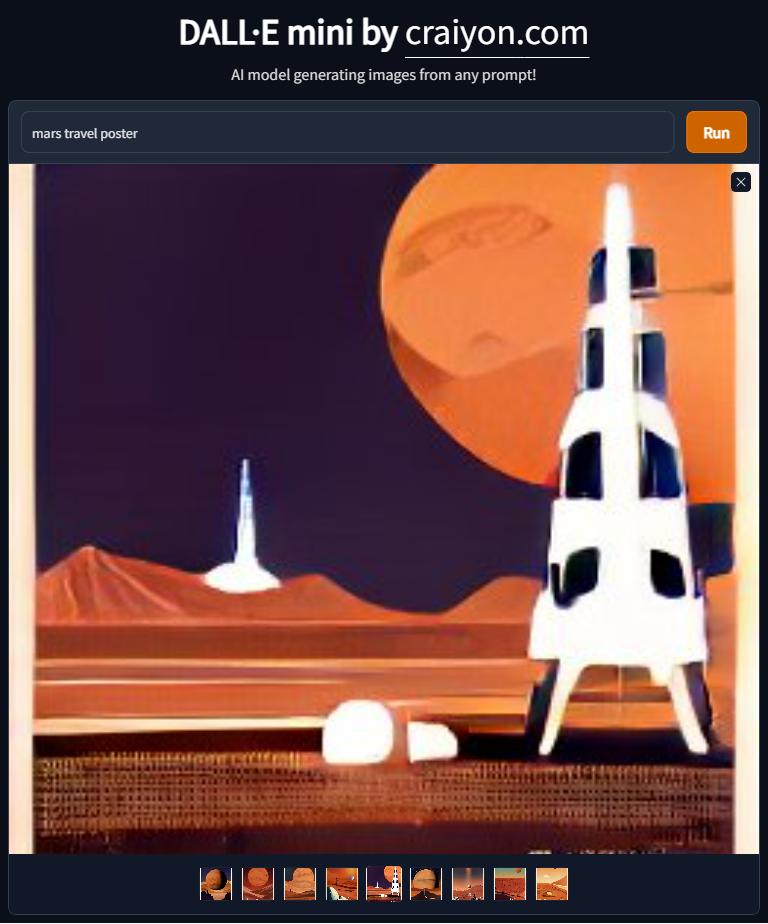 DALL·E mini by craiyon.com
AI model generating images from any prompt!
mars travel poster
Run